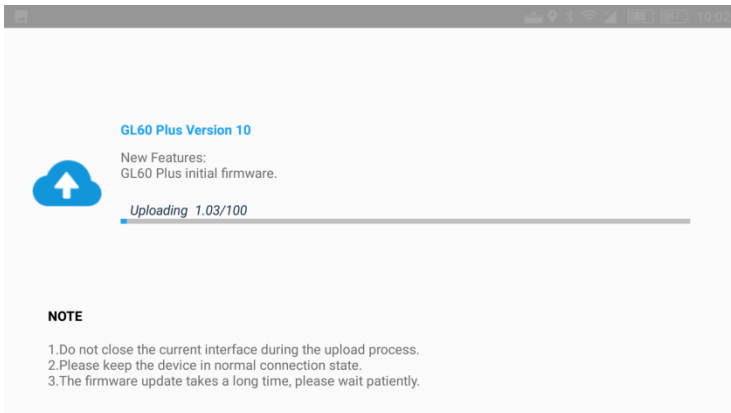 10:02
GL60 Plus Version 10
New Features:
GL60 Plus initial firmware.
Uploading 1.03/100
NOTE
1.Do not close the current interface during the upload process.
2.Please keep the device in normal connection state.
3.The firmware update takes a long time, please wait patiently.